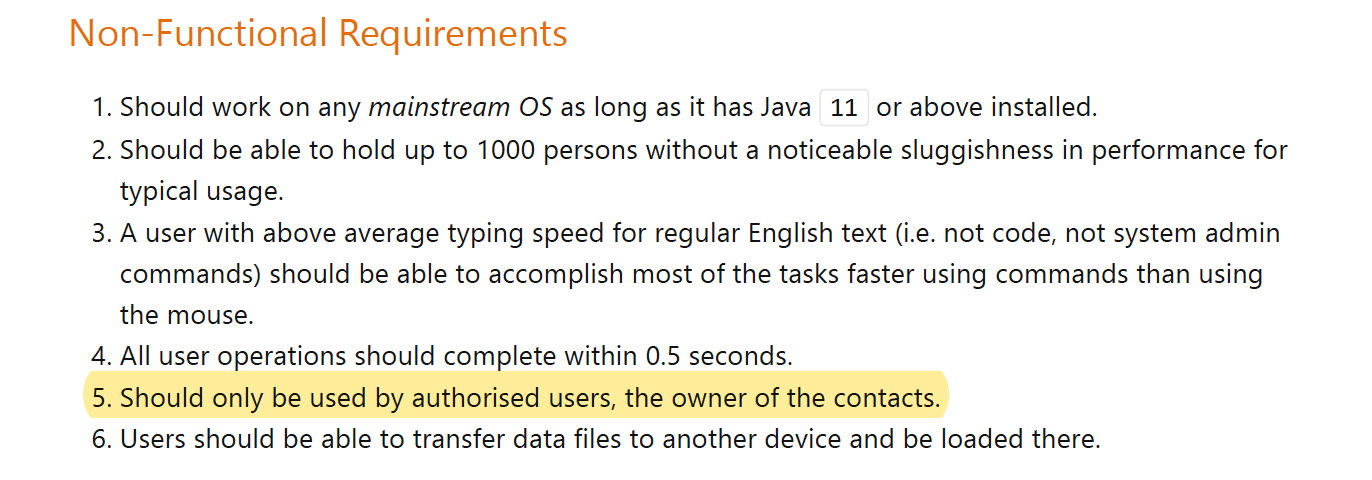 Non-Functional Requirements
1. Should work on any mainstream OS as long as it has Java 11 or above installed.
2. Should be able to hold up to 1000 persons without a noticeable sluggishness in performance for
typical usage.
3. A user with above average typing speed for regular English text (i.e. not code, not system admin
commands) should be able to accomplish most of the tasks faster using commands than using
the mouse.
4. All user operations should complete within 0.5 seconds.
5. Should only be used by authorised users, the owner of the contacts.
6. Users should be able to transfer data files to another device and be loaded there.